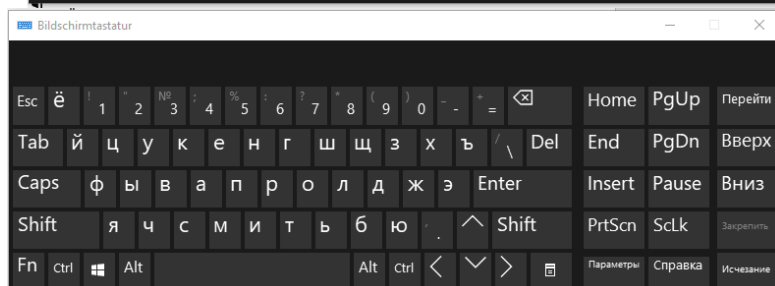 Bildschirmtastatur
Esc ё ! 1 " 2 № 3 ; 4 % 5 : 6 ? 7 * 8 ( 9 ) 0 _ - + = Home PgUp Перейти
Tab й ц у к е н г ш щ з х ъ / \ Del End PgDn Вверх
Caps ф ы в а п р о л д ж э Enter Insert Pause Вниз
Shift я ч с м и т ь б ю , . Shift PrtScn ScLk Закрепить
Fn Ctrl Alt Alt Ctrl Параметры Справка Исчезание